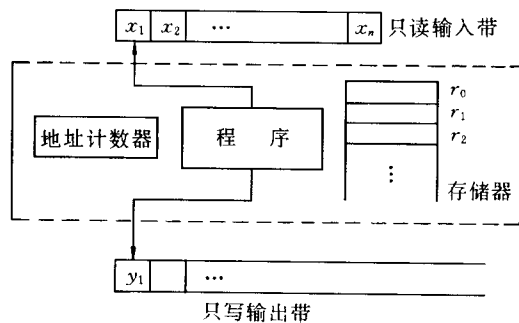 x₁ x₂ … xₙ 只读输入带
r₀
r₁
地址计数器 程 序 r₂
⋮
存储器
y₁ …
只写输出带